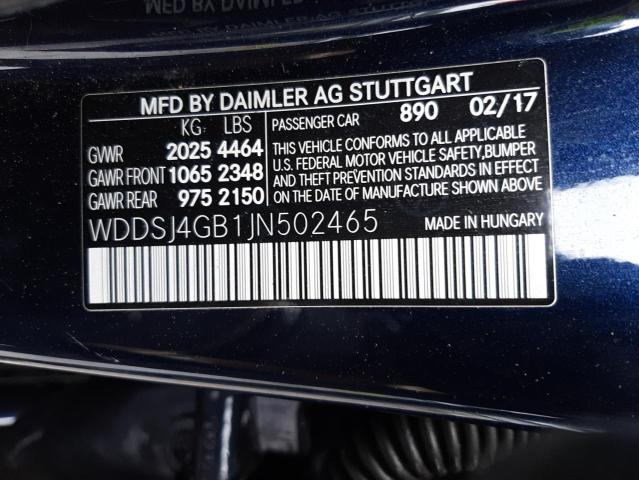 MFD BY DAIMLER AG STUTTGART
KG LBS
PASSENGER CAR 890 02/17
GVWR 2025 4464
GAWR FRONT 1065 2348
GAWR REAR 975 2150
THIS VEHICLE CONFORMS TO ALL APPLICABLE
U.S. FEDERAL MOTOR VEHICLE SAFETY,BUMPER
AND THEFT PREVENTION STANDARDS IN EFFECT
ON THE DATE OF MANUFACTURE SHOWN ABOVE.
WDDSJ4GB1JN502465
MADE IN HUNGARY